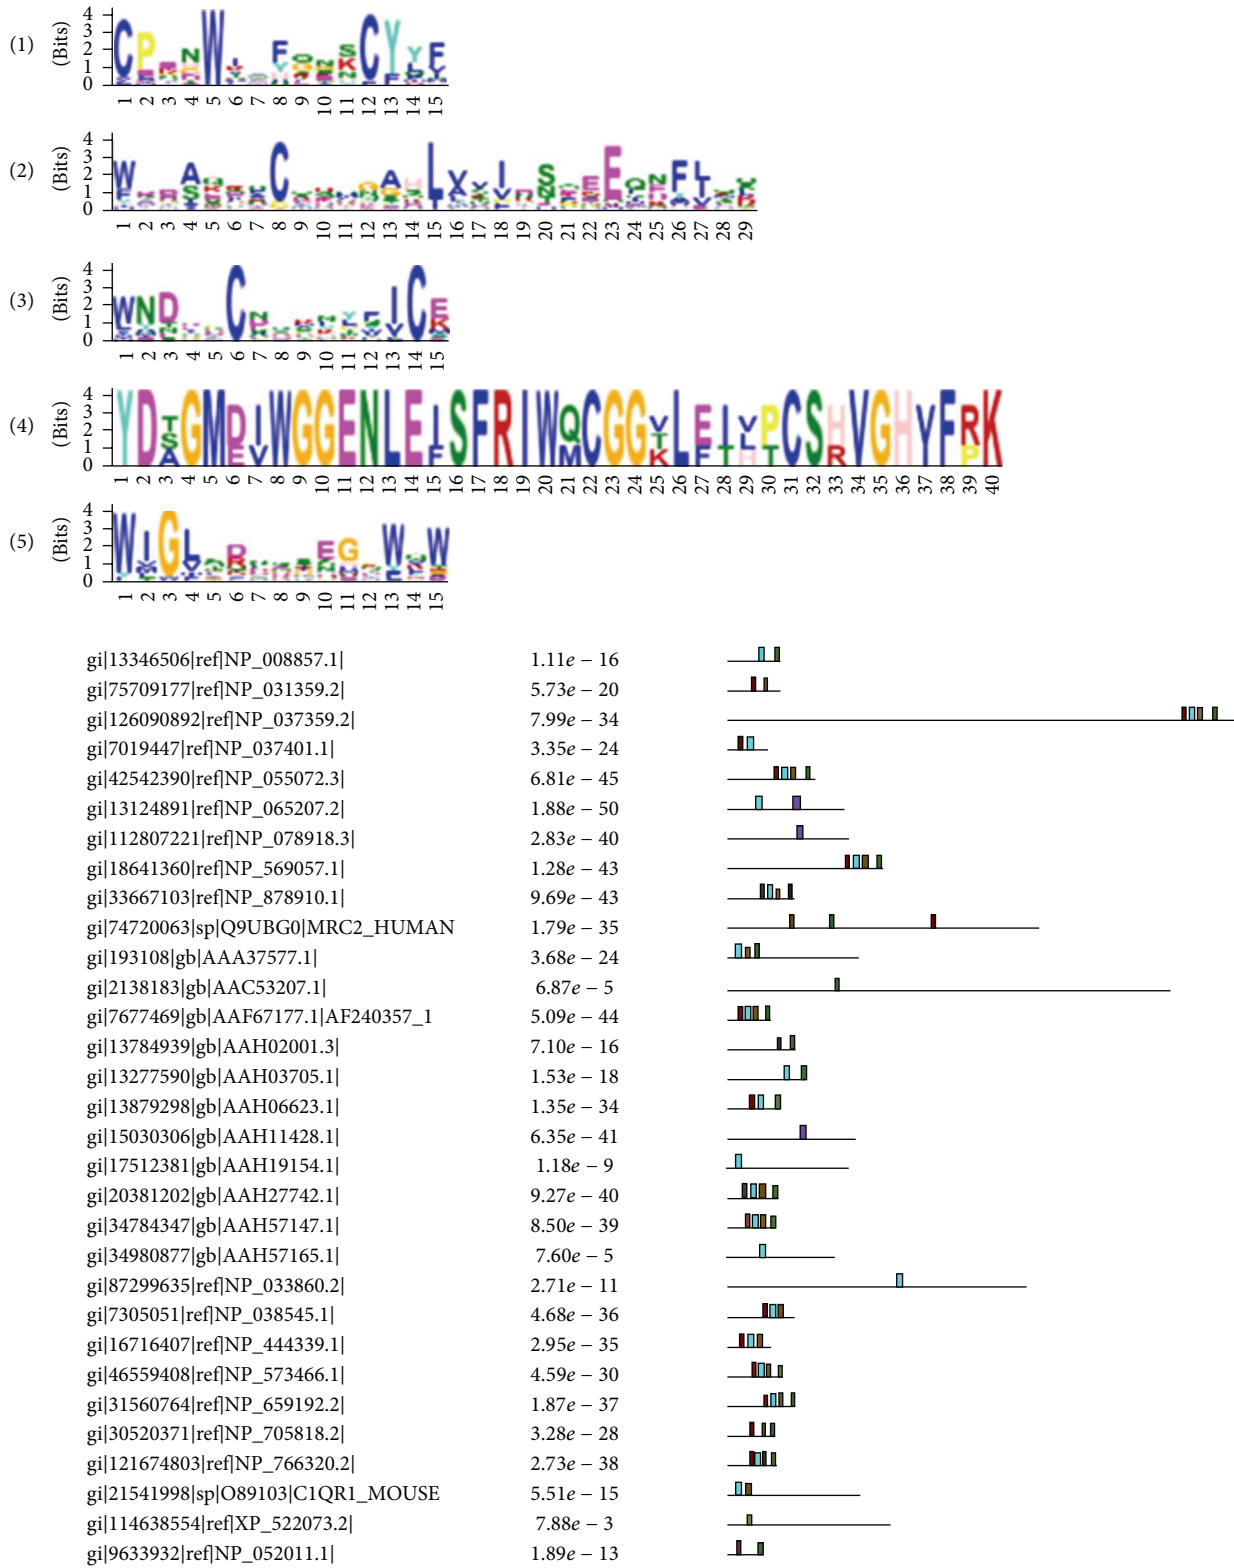 (1) (Bits) 4 3 2 1 0
1 2 3 4 5 6 7 8 9 10 11 12 13 14 15
(2) (Bits) 4 3 2 1 0
1 2 3 4 5 6 7 8 9 10 11 12 13 14 15 16 17 18 19 20 21 22 23 24 25 26 27 28 29
(3) (Bits) 4 3 2 1 0
1 2 3 4 5 6 7 8 9 10 11 12 13 14 15
(4) (Bits) 4 3 2 1 0
1 2 3 4 5 6 7 8 9 10 11 12 13 14 15 16 17 18 19 20 21 22 23 24 25 26 27 28 29 30 31 32 33 34 35 36 37 38 39 40
(5) (Bits) 4 3 2 1 0
1 2 3 4 5 6 7 8 9 10 11 12 13 14 15
gi|13346506|ref|NP_008857.1| 1.11e − 16
gi|75709177|ref|NP_031359.2| 5.73e − 20
gi|126090892|ref|NP_037359.2| 7.99e − 34
gi|7019447|ref|NP_037401.1| 3.35e − 24
gi|42542390|ref|NP_055072.3| 6.81e − 45
gi|13124891|ref|NP_065207.2| 1.88e − 50
gi|112807221|ref|NP_078918.3| 2.83e − 40
gi|18641360|ref|NP_569057.1| 1.28e − 43
gi|33667103|ref|NP_878910.1| 9.69e − 43
gi|74720063|sp|Q9UBG0|MRC2_HUMAN 1.79e − 35
gi|193108|gb|AAA37577.1| 3.68e − 24
gi|2138183|gb|AAC53207.1| 6.87e − 5
gi|7677469|gb|AAF67177.1|AF240357_1 5.09e − 44
gi|13784939|gb|AAH02001.3| 7.10e − 16
gi|13277590|gb|AAH03705.1| 1.53e − 18
gi|13879298|gb|AAH06623.1| 1.35e − 34
gi|15030306|gb|AAH11428.1| 6.35e − 41
gi|17512381|gb|AAH19154.1| 1.18e − 9
gi|20381202|gb|AAH27742.1| 9.27e − 40
gi|34784347|gb|AAH57147.1| 8.50e − 39
gi|34980877|gb|AAH57165.1| 7.60e − 5
gi|87299635|ref|NP_033860.2| 2.71e − 11
gi|7305051|ref|NP_038545.1| 4.68e − 36
gi|16716407|ref|NP_444339.1| 2.95e − 35
gi|46559408|ref|NP_573466.1| 4.59e − 30
gi|31560764|ref|NP_659192.2| 1.87e − 37
gi|30520371|ref|NP_705818.2| 3.28e − 28
gi|121674803|ref|NP_766320.2| 2.73e − 38
gi|21541998|sp|O89103|C1QR1_MOUSE 5.51e − 15
gi|114638554|ref|XP_522073.2| 7.88e − 3
gi|9633932|ref|NP_052011.1| 1.89e − 13